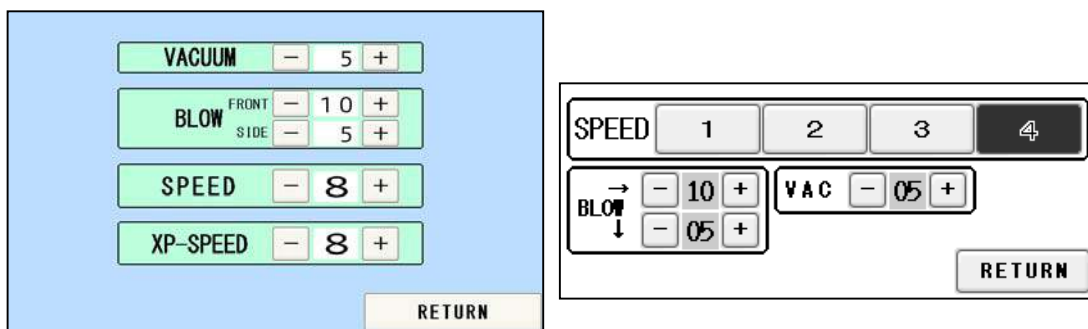 VACUUM − 5 +
BLOW FRONT − 10 +
SIDE − 5 +
SPEED − 8 +
XP-SPEED − 8 +
RETURN
SPEED 1 2 3 4
BLOW → − 10 + VAC − 05 +
↓ − 05 +
RETURN